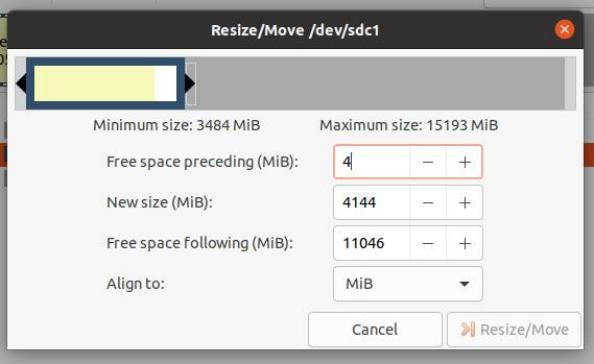 Resize/Move /dev/sdc1
Minimum size: 3484 MiB Maximum size: 15193 MiB
Free space preceding (MiB): 4
New size (MiB): 4144
Free space following (MiB): 11046
Align to: MiB
Cancel Resize/Move